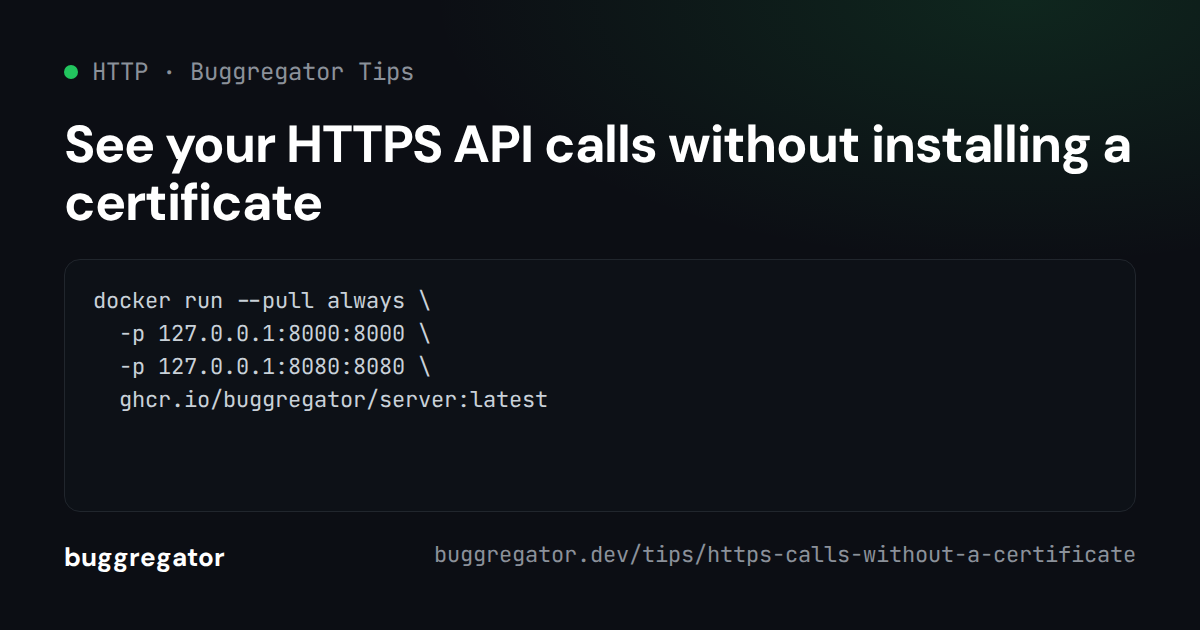 HTTP · Buggregator Tips
See your HTTPS API calls without installing a
certificate
docker run --pull always \
  -p 127.0.0.1:8000:8000 \
  -p 127.0.0.1:8080:8080 \
  ghcr.io/buggregator/server:latest
buggregator
buggregator.dev/tips/https-calls-without-a-certificate